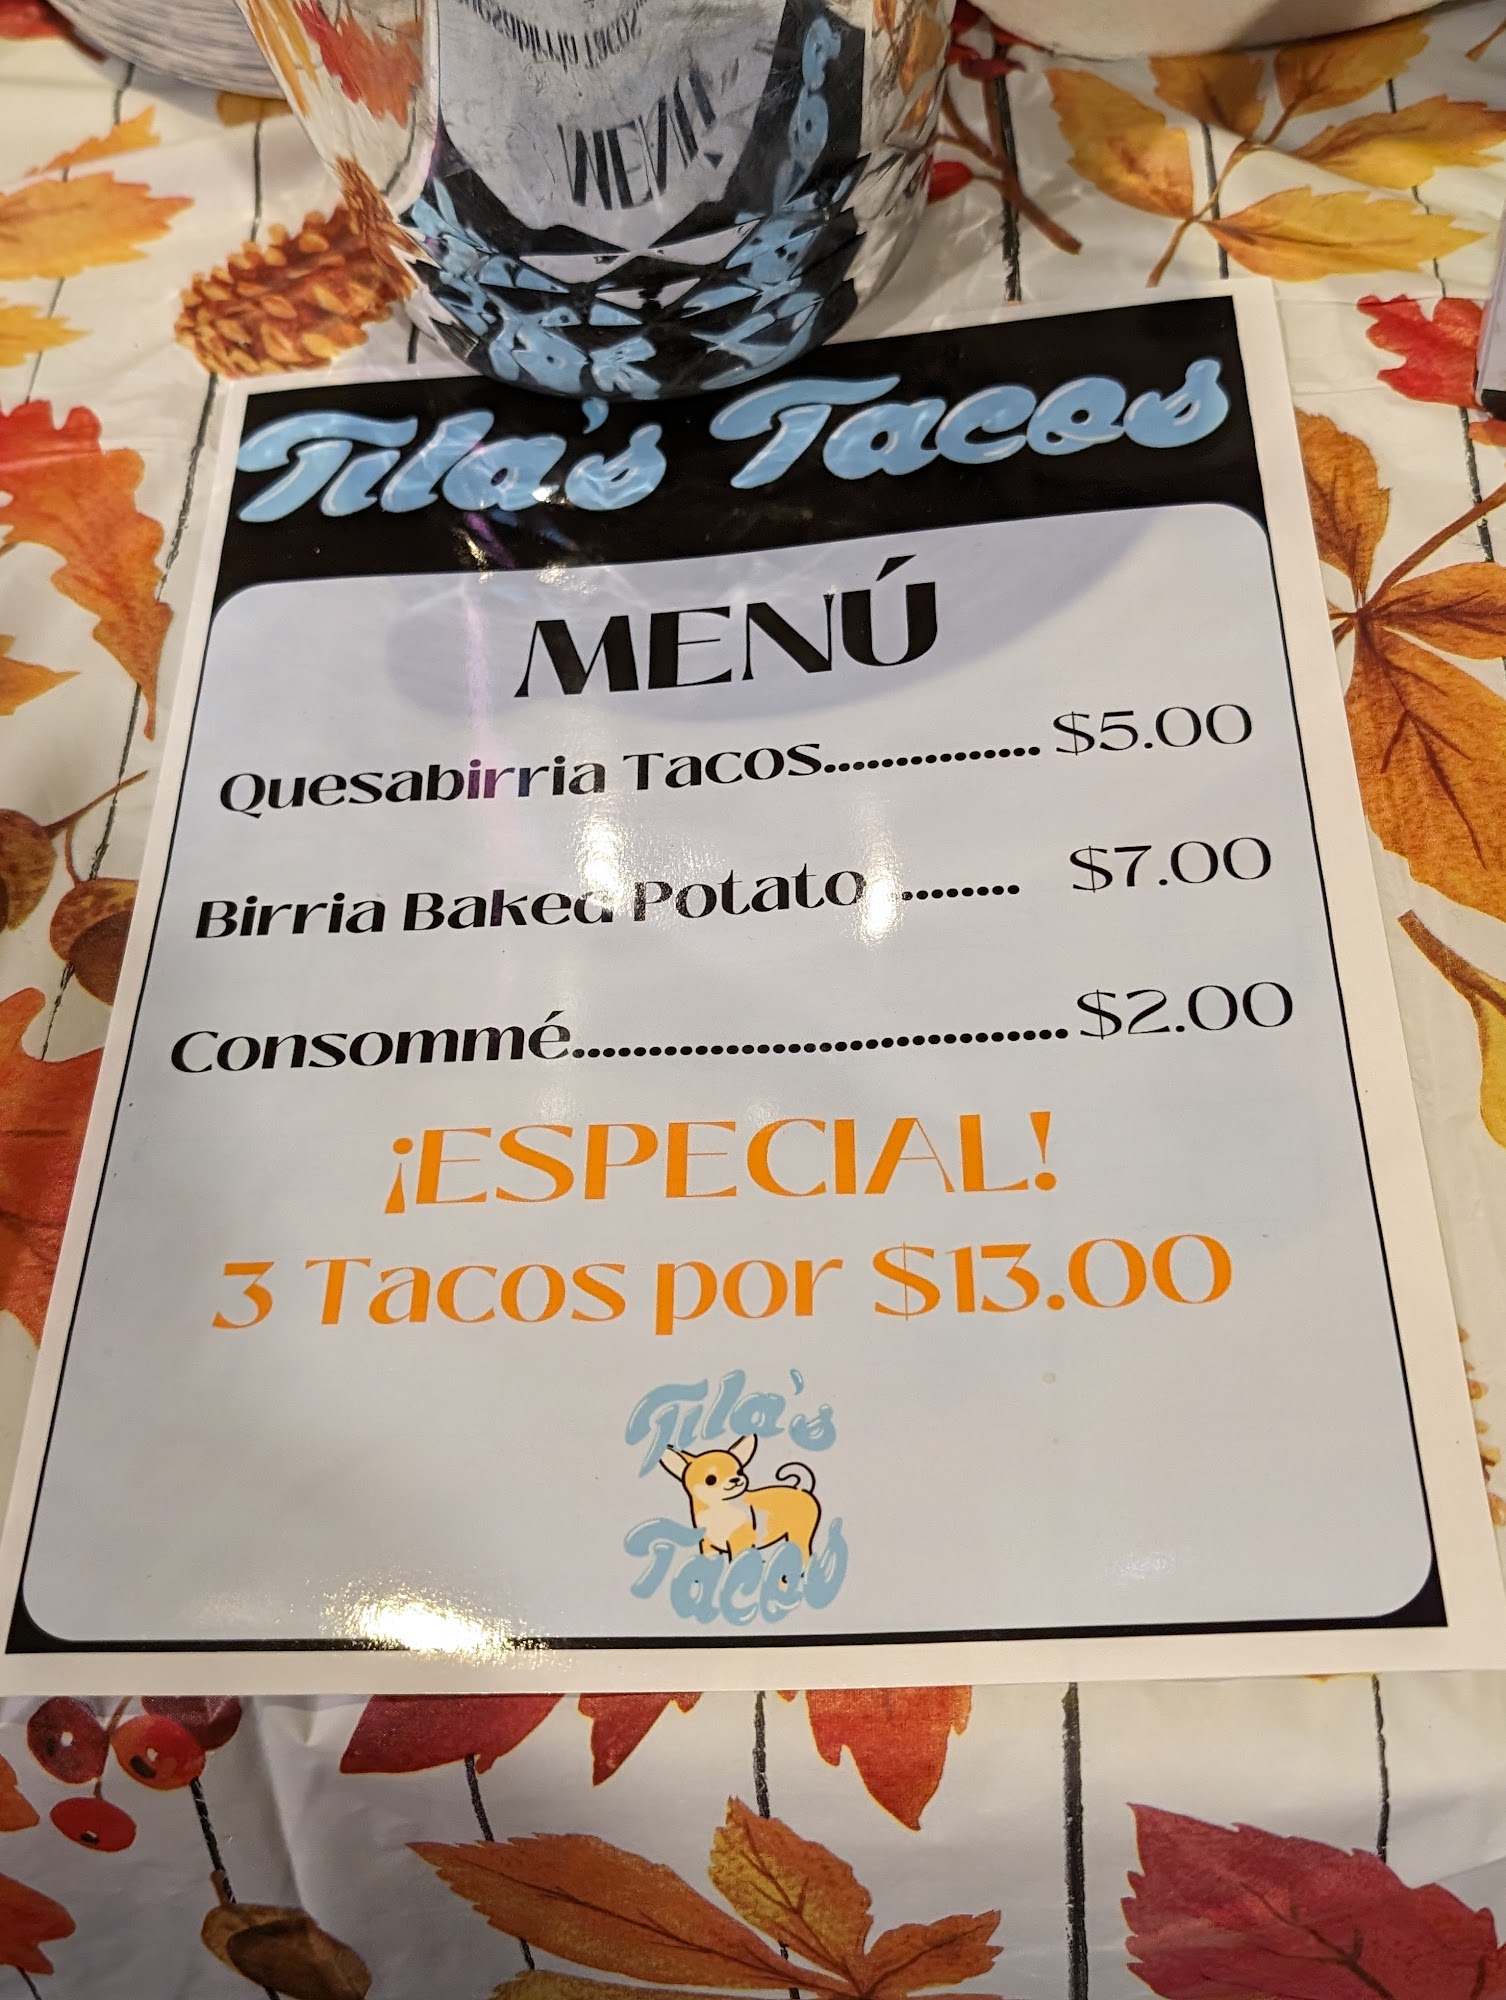 MENÚ
Tila's Tacos
MENÚ
Quesabirria Tacos............... $5.00
Birria Baked Potato ......... $7.00
Consommé.................................. $2.00
¡ESPECIAL!
3 Tacos por $13.00
Tila's
Tacos